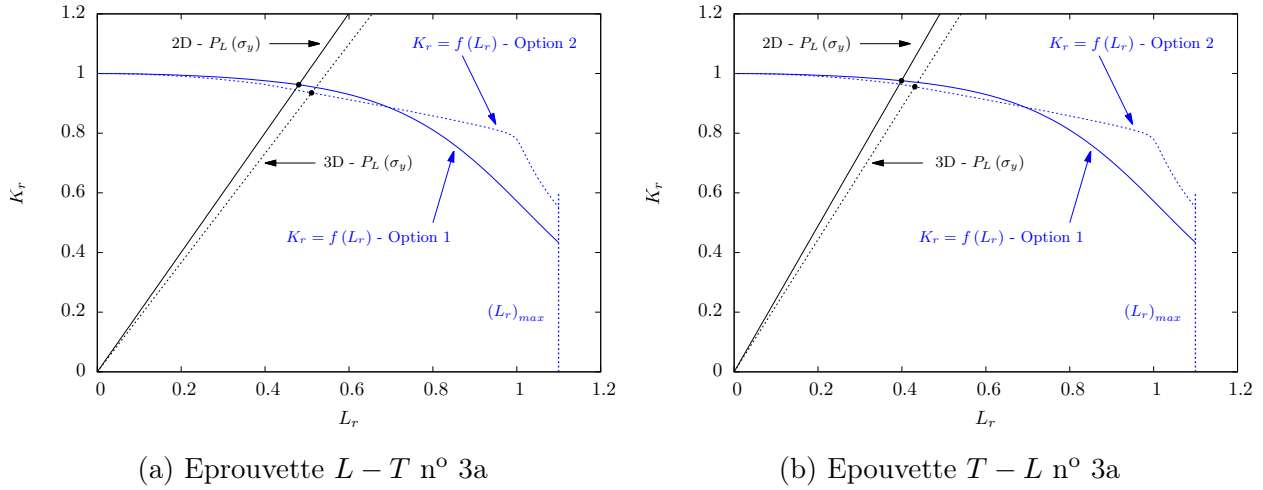 1.2
1
0.8
0.6
0.4
0.2
0
0
0.2
0.4
0.6
0.8
1
1.2
K_r
L_r
2D - P_L (σ_y)
K_r = f (L_r) - Option 2
3D - P_L (σ_y)
K_r = f (L_r) - Option 1
(L_r)_max
(a) Eprouvette L − T nº 3a
1.2
1
0.8
0.6
0.4
0.2
0
0
0.2
0.4
0.6
0.8
1
1.2
K_r
L_r
2D - P_L (σ_y)
K_r = f (L_r) - Option 2
3D - P_L (σ_y)
K_r = f (L_r) - Option 1
(L_r)_max
(b) Epouvette T − L nº 3a